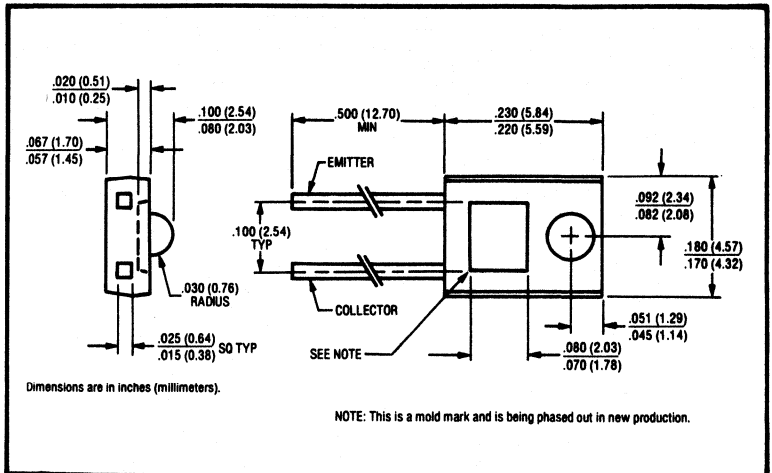 .020 (0.51)
.010 (0.25)
.100 (2.54)
.080 (2.03)
.067 (1.70)
.057 (1.45)
.500 (12.70)
MIN
.230 (5.84)
.220 (5.59)
EMITTER
.092 (2.34)
.082 (2.08)
.100 (2.54)
TYP
.180 (4.57)
.170 (4.32)
.030 (0.76)
RADIUS
COLLECTOR
.051 (1.29)
.045 (1.14)
.025 (0.64)
.015 (0.38) SQ TYP
SEE NOTE
.080 (2.03)
.070 (1.78)
Dimensions are in inches (millimeters).
NOTE: This is a mold mark and is being phased out in new production.